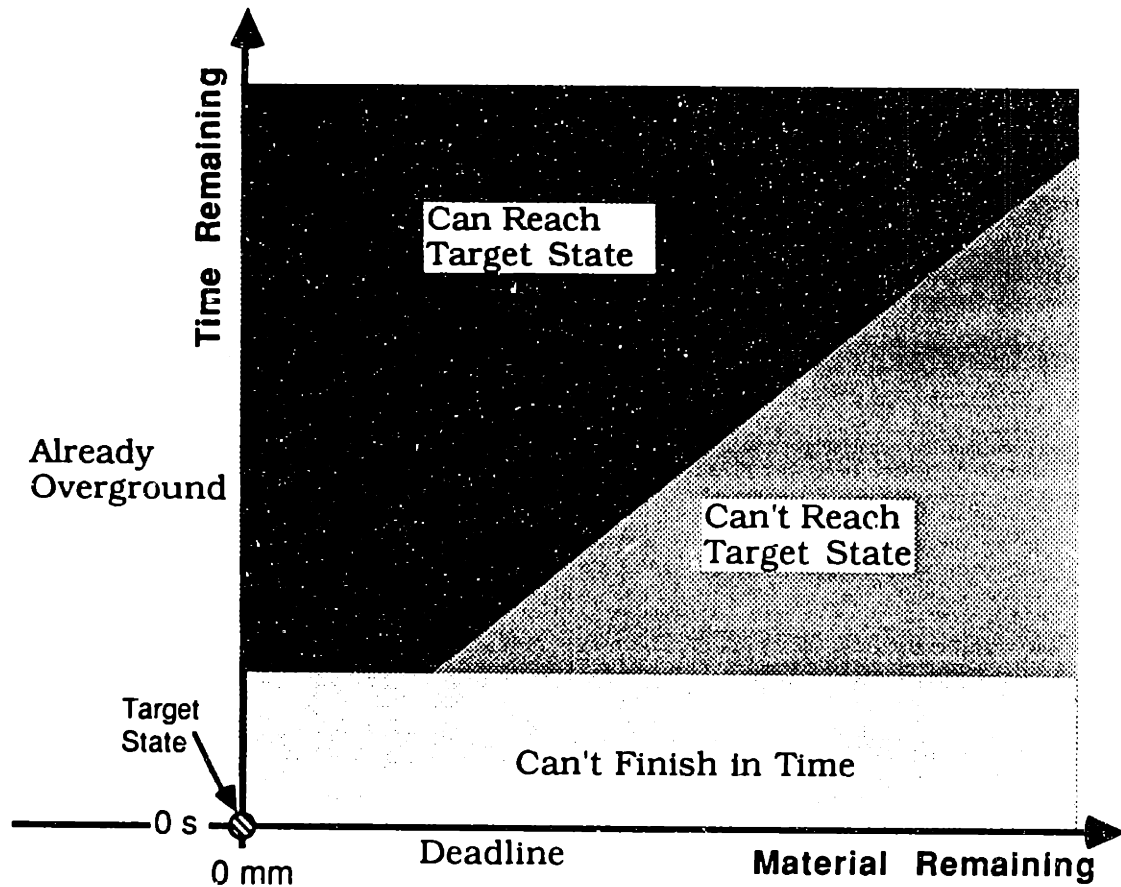 Time Remaining
Can Reach
Target State
Already
Overground
Can't Reach
Target State
Target
State
Can't Finish in Time
0 s
0 mm
Deadline
Material Remaining